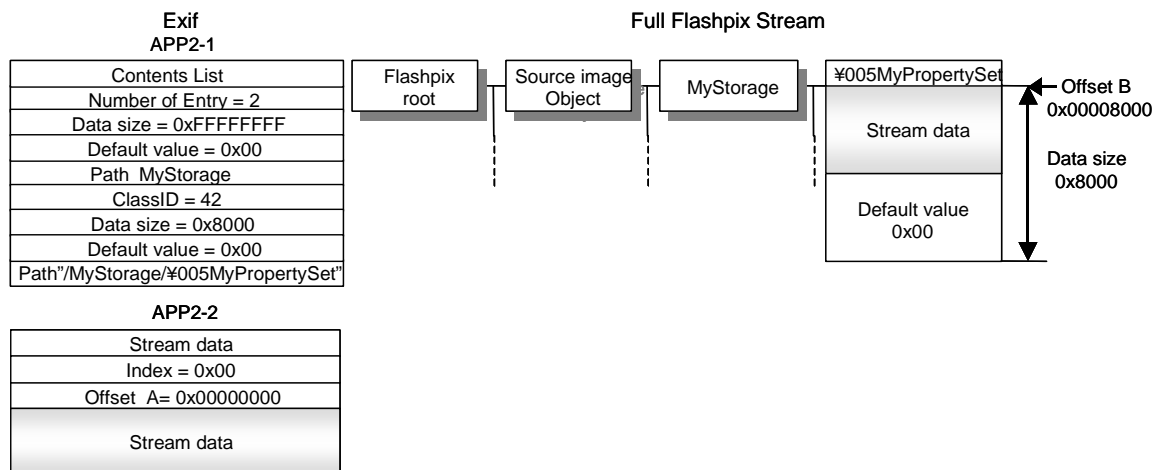 Exif
APP2-1
Contents List
Number of Entry = 2
Data size = 0xFFFFFFFF
Default value = 0x00
Path MyStorage
ClassID = 42
Data size = 0x8000
Default value = 0x00
Path"/MyStorage/¥005MyPropertySet"
APP2-2
Stream data
Index = 0x00
Offset A= 0x00000000
Stream data
Full Flashpix Stream
Flashpix
root
Source image
Object
MyStorage
¥005MyPropertySet
Stream data
Default value
0x00
Offset B
0x00008000
Data size
0x8000